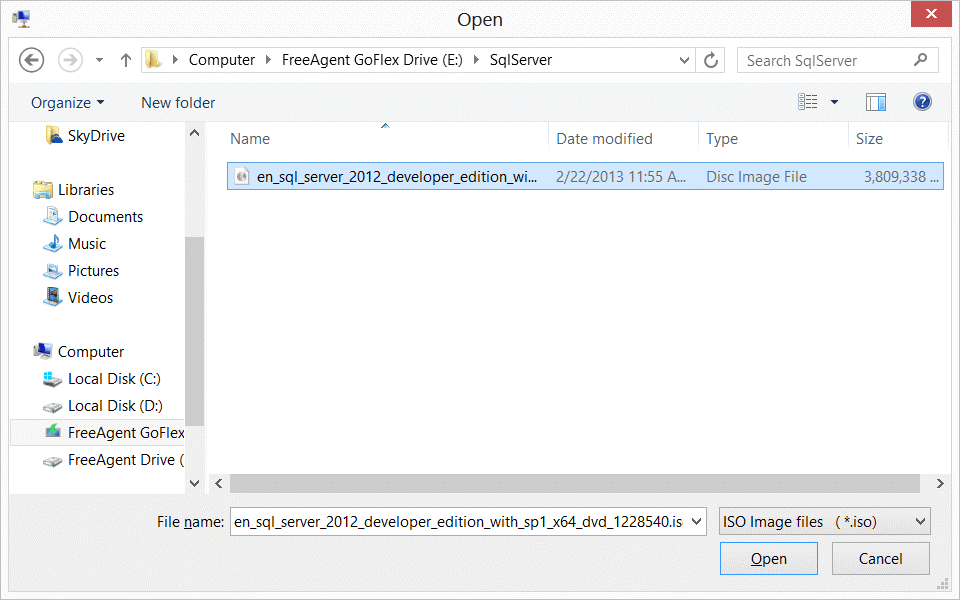 Open
Computer
FreeAgent GoFlex Drive (E:)
SqlServer
Search SqlServer
Organize
New folder
SkyDrive
Libraries
Documents
Music
Pictures
Videos
Computer
Local Disk (C:)
Local Disk (D:)
FreeAgent GoFlex
FreeAgent Drive (
Name
Date modified
Type
Size
en_sql_server_2012_developer_edition_wi...
2/22/2013 11:55 A...
Disc Image File
3,809,338 ...
File name:
en_sql_server_2012_developer_edition_with_sp1_x64_dvd_1228540.is
ISO Image files ( *.iso)
Open
Cancel